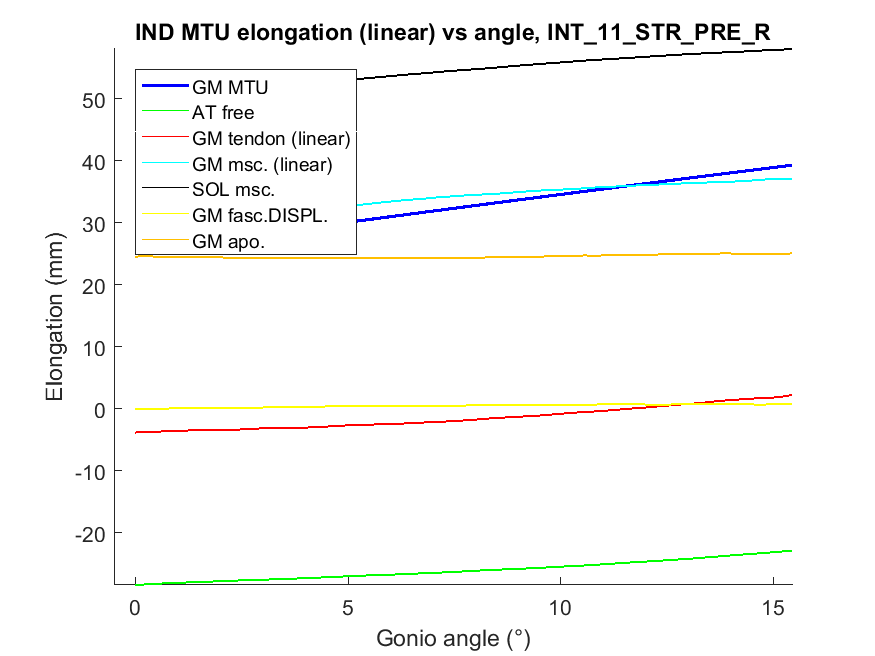 IND MTU elongation (linear) vs angle, INT_11_STR_PRE_R
GM MTU
AT free
GM tendon (linear)
GM msc. (linear)
SOL msc.
GM fasc.DISPL.
GM apo.
50
40
30
20
10
0
-10
-20
Elongation (mm)
0 5 10 15
Gonio angle (°)